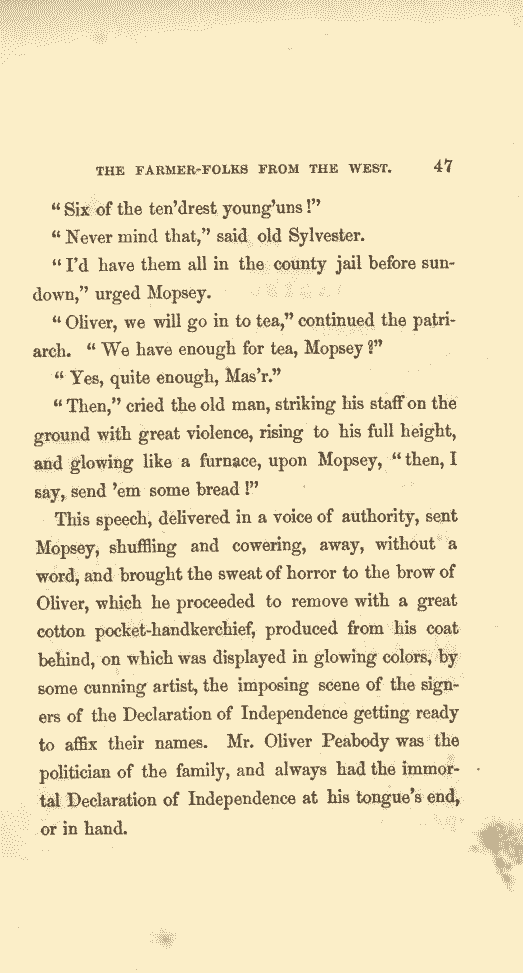 THE FARMER-FOLKS FROM THE WEST. 47
“ Six of the ten’drest young’uns !”
“ Never mind that,” said old Sylvester.
“ I’d have them all in the county jail before sun-
down,” urged Mopsey.
“ Oliver, we will go in to tea,” continued the patri-
arch. “ We have enough for tea, Mopsey ?”
“ Yes, quite enough, Mas’r.”
“ Then,” cried the old man, striking his staff on the
ground with great violence, rising to his full height,
and glowing like a furnace, upon Mopsey, “ then, I
say, send ’em some bread !”
This speech, delivered in a voice of authority, sent
Mopsey, shuffling and cowering, away, without a
word, and brought the sweat of horror to the brow of
Oliver, which he proceeded to remove with a great
cotton pocket-handkerchief, produced from his coat
behind, on which was displayed in glowing colors, by
some cunning artist, the imposing scene of the sign-
ers of the Declaration of Independence getting ready
to affix their names. Mr. Oliver Peabody was the
politician of the family, and always had the immor-
tal Declaration of Independence at his tongue’s end,
or in hand.